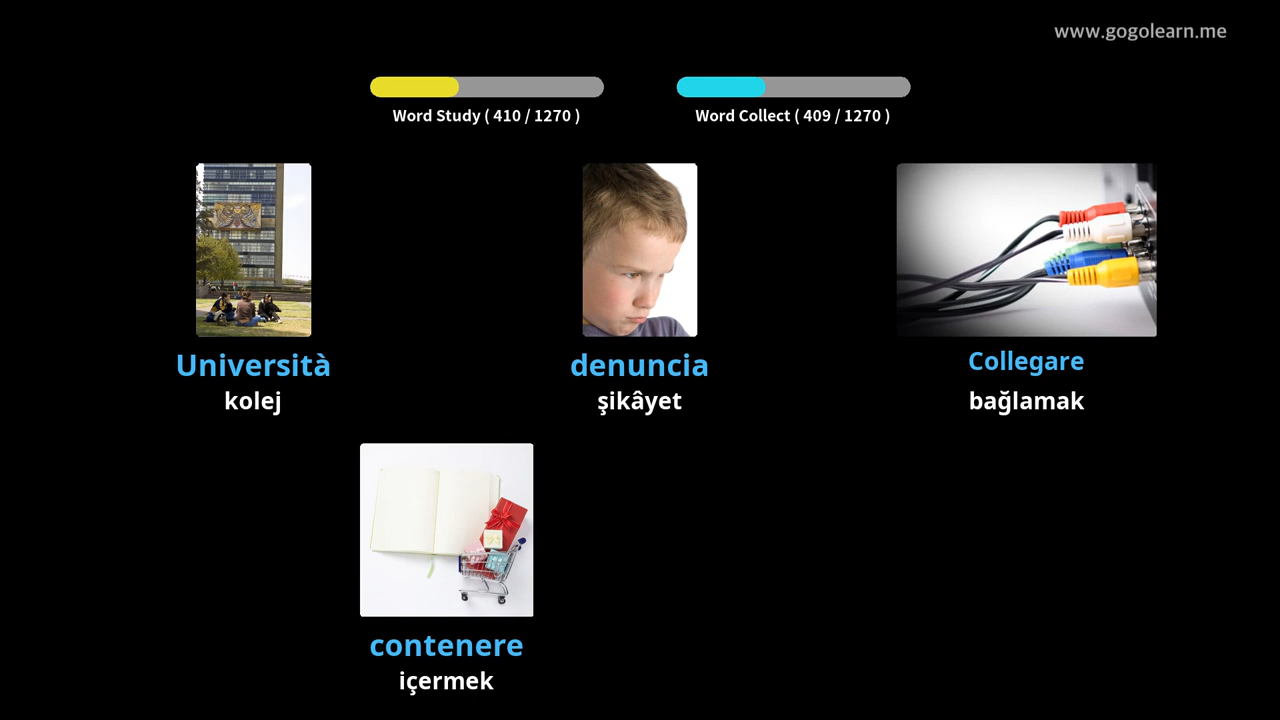 www.gogolearn.me
Word Study ( 410 / 1270 )
Word Collect ( 409 / 1270 )
Università
kolej
denuncia
şikâyet
Collegare
bağlamak
contenere
içermek